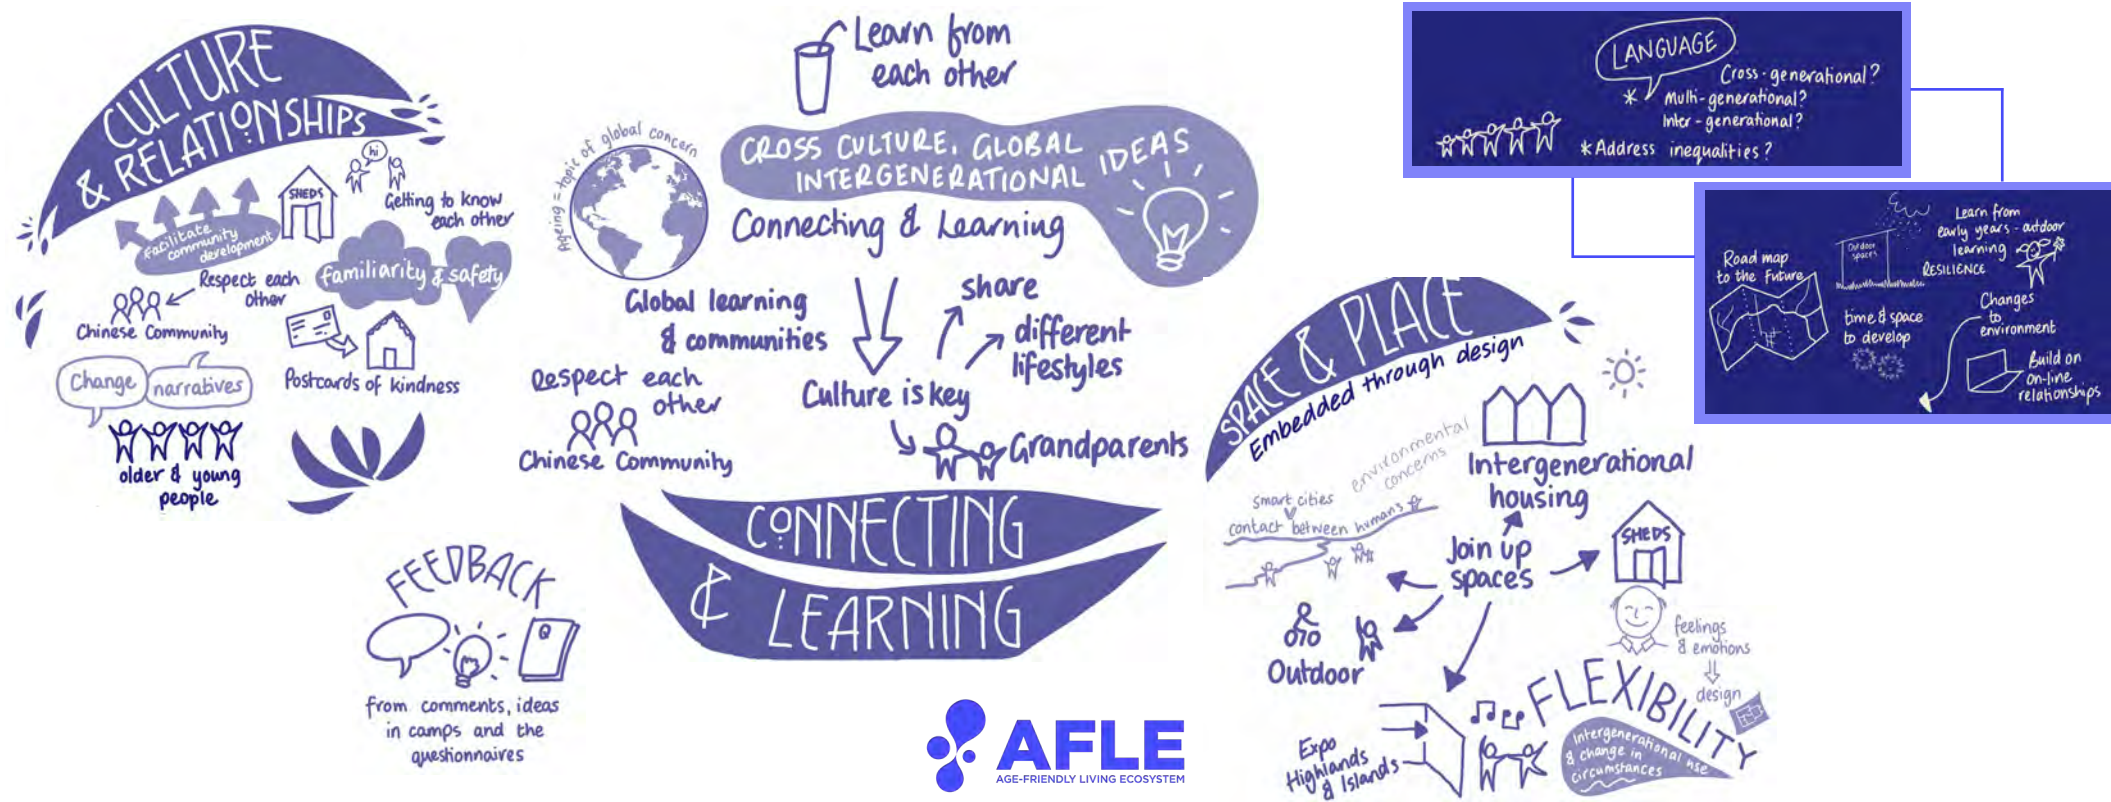 CULTURE
& RELATIONSHIPS
hi
SHEDS
Getting to know
each other
Facilitate
community
development
familiarity & safety
Respect each
other
Chinese Community
Postcards of kindness
Change
narratives
older & young
people
FEEDBACK
Q
from comments, ideas
in camps and the
questionnaires
Learn from
each other
Ageing = topic of global concern
CROSS CULTURE, GLOBAL
INTERGENERATIONAL
IDEAS
Connecting & Learning
Global learning
& communities
share
different
lifestyles
Respect each
other
Chinese Community
Culture is key
Grandparents
CONNECTING
& LEARNING
AFLE
AGE-FRIENDLY LIVING ECOSYSTEM
SPACE & PLACE
Embedded through design
environmental
concerns
smart cities
contact between humans
Intergenerational
housing
Join up
spaces
SHEDS
Outdoor
feelings
& emotions
design
FLEXIBILITY
Intergenerational use
& change in
circumstances
Expo
Highlands
& Islands
LANGUAGE
Cross-generational?
* Multi-generational?
Inter-generational?
* Address inequalities?
Road map
to the future
Outdoor
spaces
Learn from
early years - outdoor
learning
RESILIENCE
time & space
to develop
Changes
to
environment
Build on
on-line
relationships